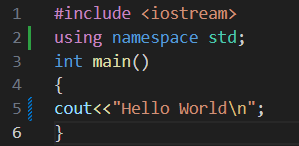 1 #include <iostream>
2 using namespace std;
3 int main()
4 {
5 cout<<"Hello World\n";
6 }